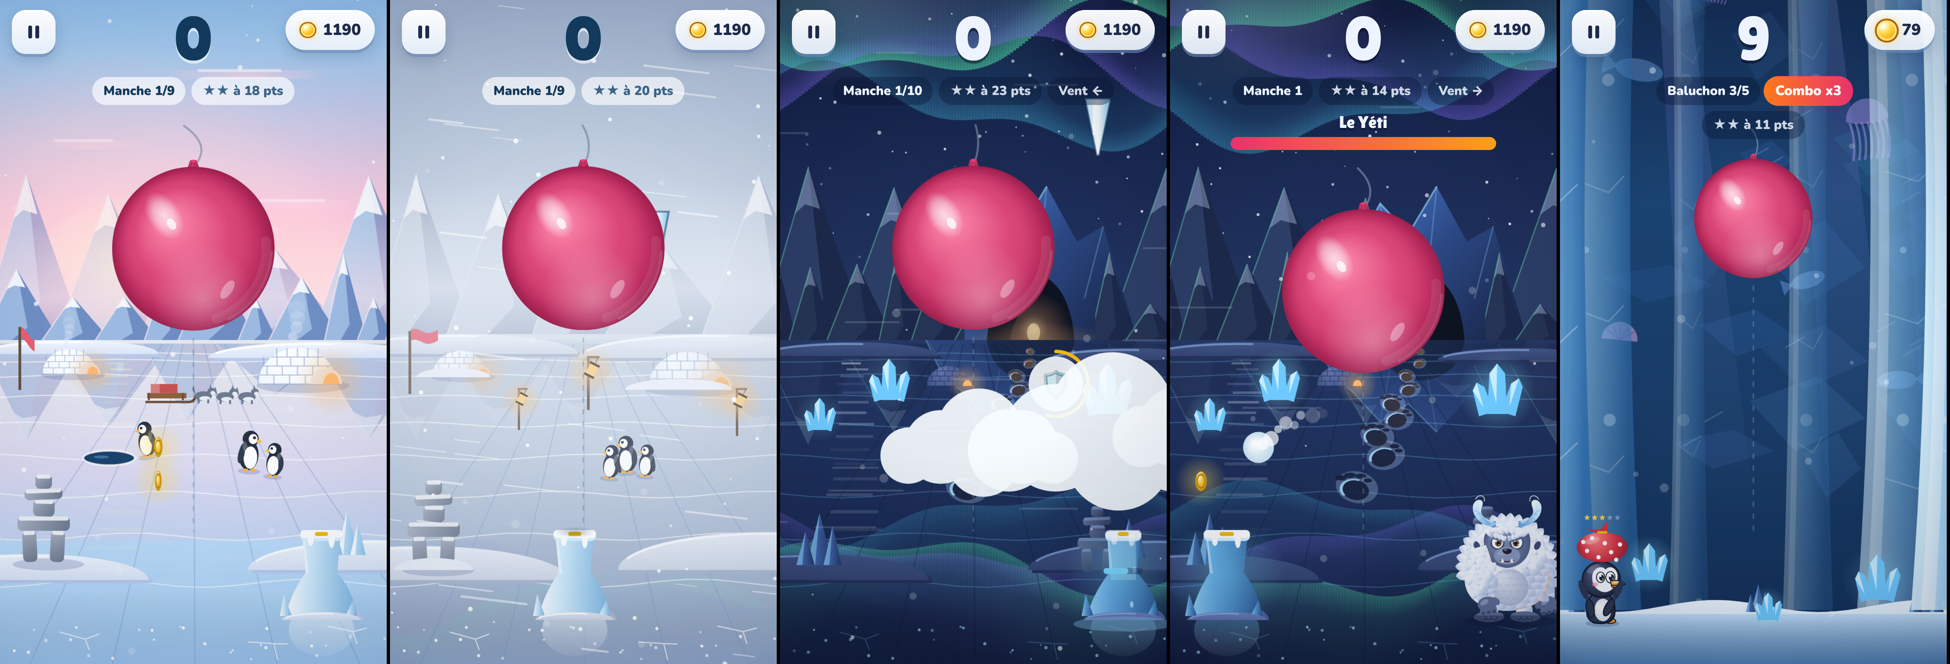 0
1190
Manche 1/9
★★ à 18 pts
0
1190
Manche 1/9
★★ à 20 pts
0
1190
Manche 1/10
★★ à 23 pts
Vent ←
0
1190
Manche 1
★★ à 14 pts
Vent →
Le Yéti
9
79
Baluchon 3/5
Combo x3
★★ à 11 pts